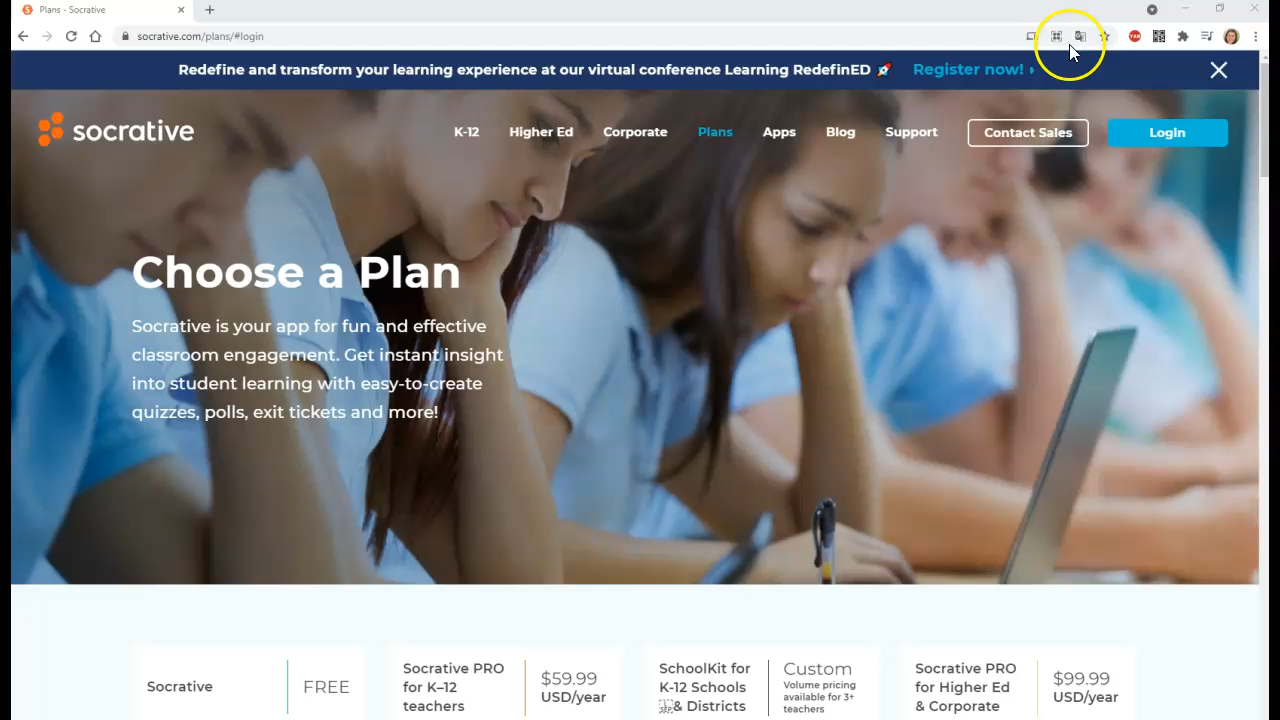 Plans - Socrative
socrative.com/plans/#login
Redefine and transform your learning experience at our virtual conference Learning RedefinED 🚀 Register now! ›
socrative
K-12 Higher Ed Corporate Plans Apps Blog Support Contact Sales Login
Choose a Plan
Socrative is your app for fun and effective
classroom engagement. Get instant insight
into student learning with easy-to-create
quizzes, polls, exit tickets and more!
Socrative FREE
Socrative PRO
for K–12
teachers
$59.99
USD/year
SchoolKit for
K-12 Schools
& Districts
Custom
Volume pricing
available for 3+
teachers
Socrative PRO
for Higher Ed
& Corporate
$99.99
USD/year